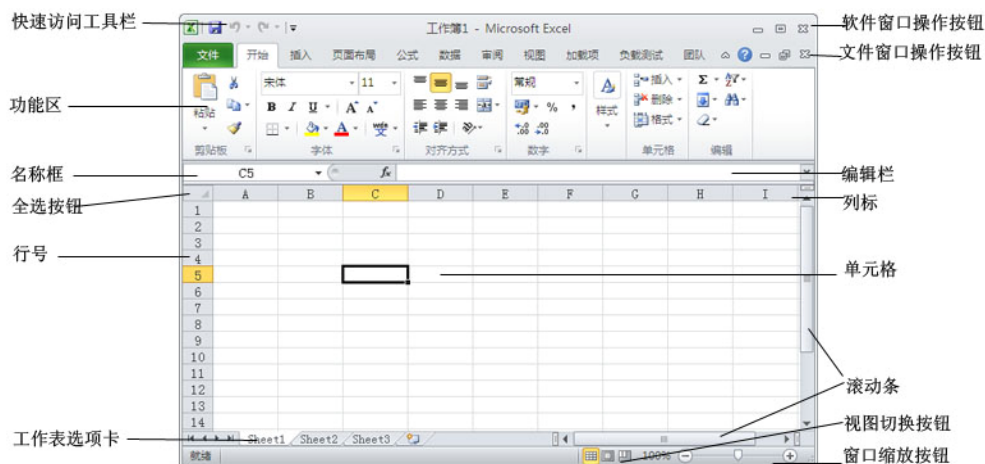 快速访问工具栏
工作簿1 - Microsoft Excel
软件窗口操作按钮
文件 开始 插入 页面布局 公式 数据 审阅 视图 加载项 负载测试 团队
文件窗口操作按钮
功能区
粘贴
宋体 11
B I U A A
A wén
常规
% ,
样式
插入
删除
格式
Σ
剪贴板 字体 对齐方式 数字 单元格 编辑
名称框
C5 fx
编辑栏
全选按钮
A B C D E F G H I
列标
行号
1
2
3
4
5
6
7
8
9
10
11
12
13
14
单元格
滚动条
工作表选项卡
Sheet1 Sheet2 Sheet3
视图切换按钮
就绪 100%
窗口缩放按钮